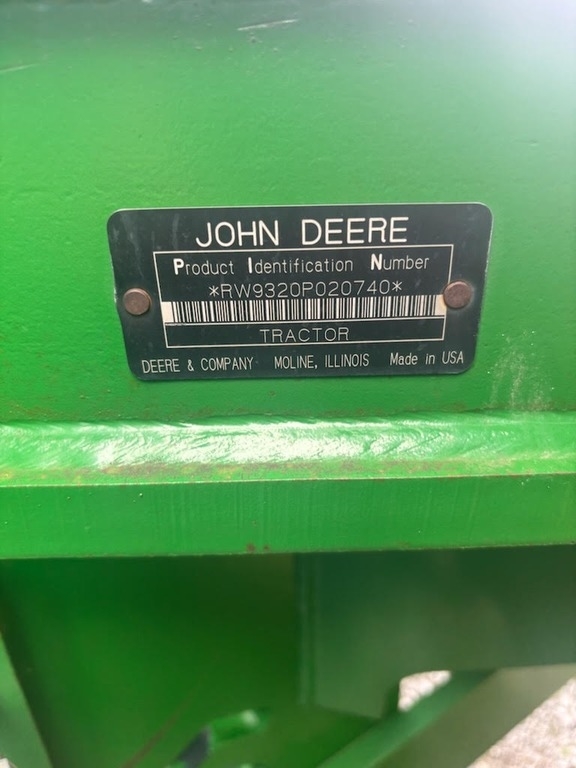 JOHN DEERE
Product Identification Number
*RW9320P020740*
TRACTOR
DEERE & COMPANY MOLINE, ILLINOIS Made in USA